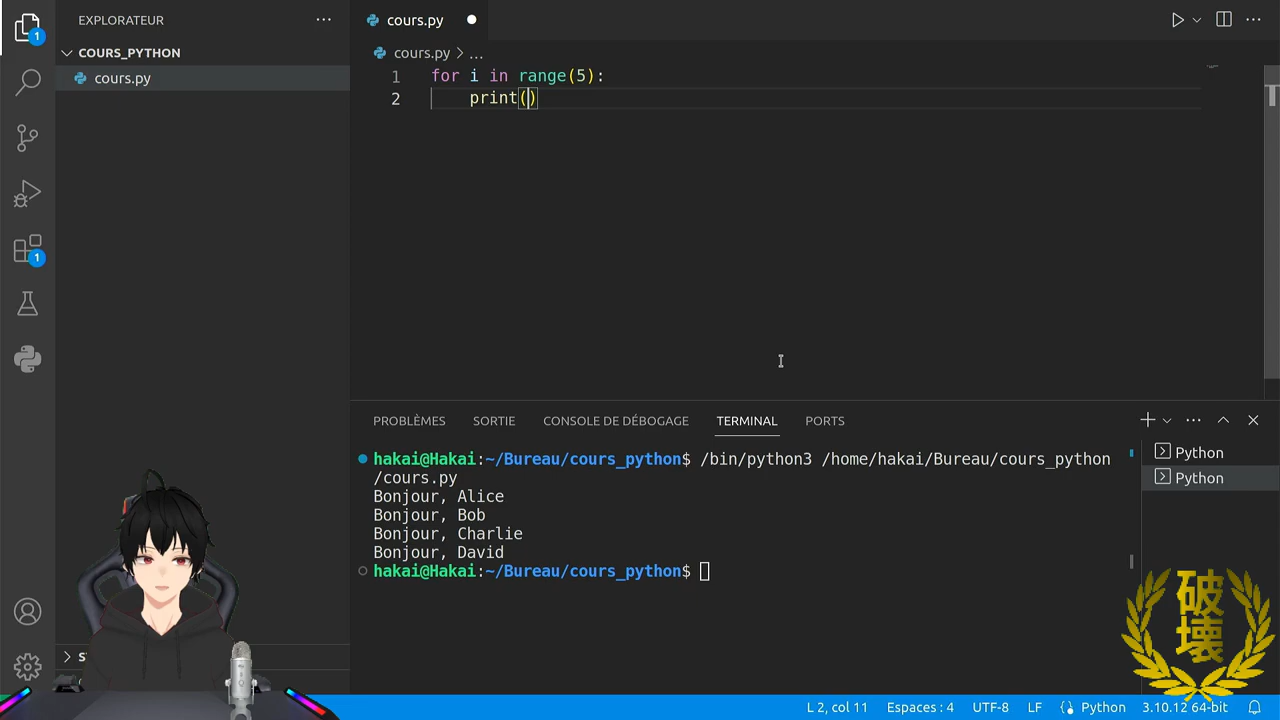 EXPLORATEUR
cours.py
1
COURS_PYTHON
cours.py
cours.py > ...
1 for i in range(5):
2 print()
1
PROBLÈMES SORTIE CONSOLE DE DÉBOGAGE TERMINAL PORTS
hakai@Hakai:~/Bureau/cours_python$ /bin/python3 /home/hakai/Bureau/cours_python
/cours.py
Bonjour, Alice
Bonjour, Bob
Bonjour, Charlie
Bonjour, David
hakai@Hakai:~/Bureau/cours_python$
Python
Python
破
壊
S
L 2, col 11 Espaces : 4 UTF-8 LF Python 3.10.12 64-bit